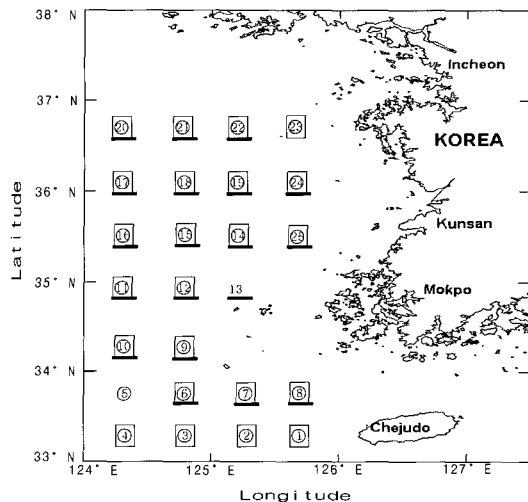 38° N
Incheon
37° N
⑳ ㉑ ㉒ ㉓
KOREA
⑰ ⑱ ⑲ ㉔
36° N
Kunsan
⑯ ⑮ ⑭ ㉕
35° N
⑪ ⑫ 13
Mokpo
⑩ ⑨
34° N
⑤ ⑥ ⑦ ⑧
④ ③ ② ①
Chejudo
33° N
124° E 125° E 126° E 127° E
Latitude
Longitude